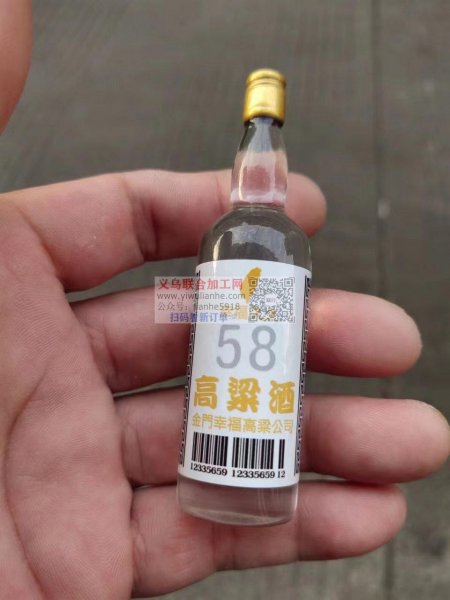 义乌联合加工网
www.yiwulianhe.com
公众号：lianhe5918
扫码看新订单
58
高粱酒
金門幸福高粱公司
12335659 12335659 12